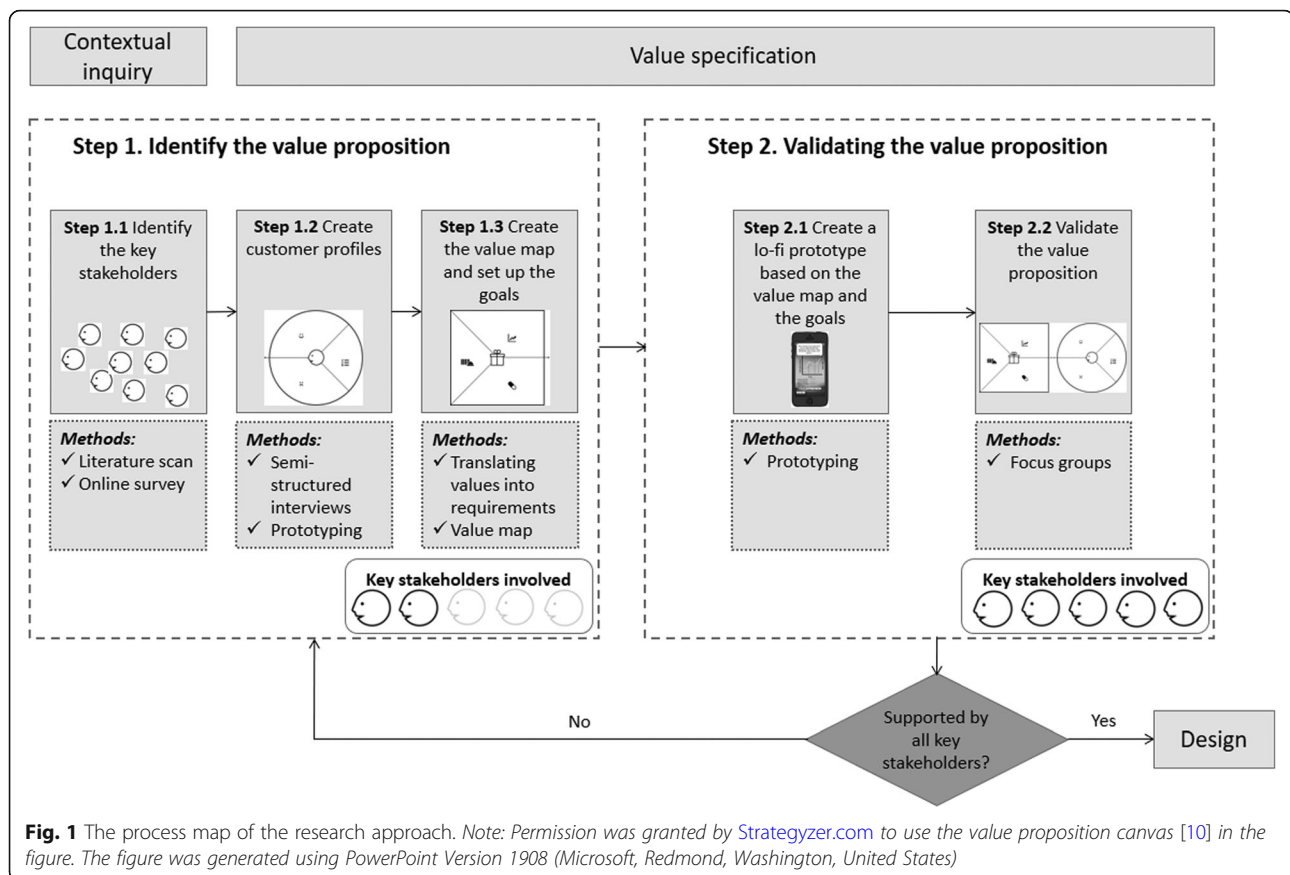 Contextual
inquiry
Value specification
Step 1. Identify the value proposition
Step 1.1 Identify
the key
stakeholders
Step 1.2 Create
customer profiles
Step 1.3 Create
the value map
and set up the
goals
Methods:
✓ Literature scan
✓ Online survey
Methods:
✓ Semi-
structured
interviews
✓ Prototyping
Methods:
✓ Translating
values into
requirements
✓ Value map
Key stakeholders involved
Step 2. Validating the value proposition
Step 2.1 Create a
lo-fi prototype
based on the
value map and
the goals
Step 2.2 Validate
the value
proposition
Methods:
✓ Prototyping
Methods:
✓ Focus groups
Key stakeholders involved
No
Supported by
all key
stakeholders?
Yes
Design
Fig. 1 The process map of the research approach. Note: Permission was granted by Strategyzer.com to use the value proposition canvas [10] in the
figure. The figure was generated using PowerPoint Version 1908 (Microsoft, Redmond, Washington, United States)